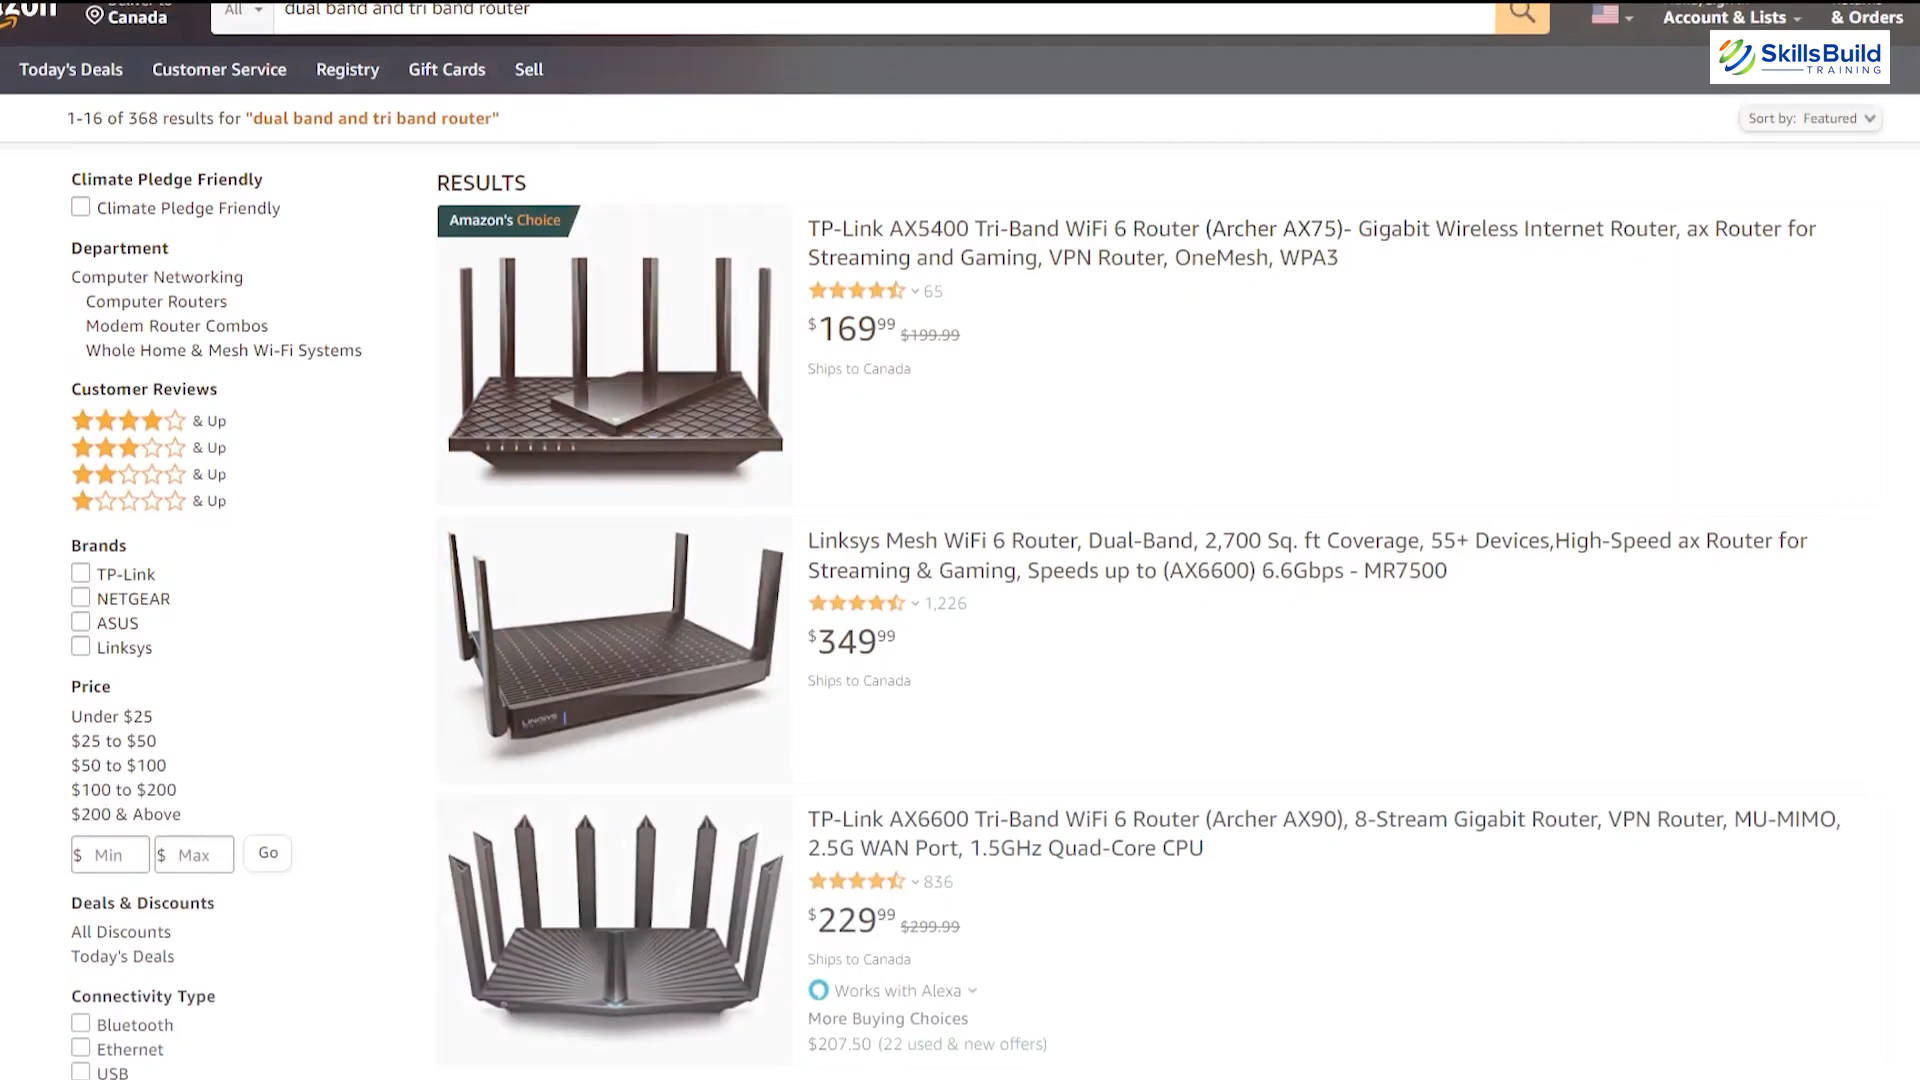 Canada
All
dual band and tri band router
Account & Lists
& Orders
Today's Deals
Customer Service
Registry
Gift Cards
Sell
SkillsBuild
TRAINING
1-16 of 368 results for "dual band and tri band router"
Sort by: Featured
Climate Pledge Friendly
Climate Pledge Friendly
Department
Computer Networking
Computer Routers
Modem Router Combos
Whole Home & Mesh Wi-Fi Systems
Customer Reviews
& Up
& Up
& Up
& Up
Brands
TP-Link
NETGEAR
ASUS
Linksys
Price
Under $25
$25 to $50
$50 to $100
$100 to $200
$200 & Above
$ Min
$ Max
Go
Deals & Discounts
All Discounts
Today's Deals
Connectivity Type
Bluetooth
Ethernet
USB
RESULTS
Amazon's Choice
TP-Link AX5400 Tri-Band WiFi 6 Router (Archer AX75)- Gigabit Wireless Internet Router, ax Router for
Streaming and Gaming, VPN Router, OneMesh, WPA3
65
$169.99 $199.99
Ships to Canada
LINKSYS
Linksys Mesh WiFi 6 Router, Dual-Band, 2,700 Sq. ft Coverage, 55+ Devices,High-Speed ax Router for
Streaming & Gaming, Speeds up to (AX6600) 6.6Gbps - MR7500
1,226
$349.99
Ships to Canada
TP-Link AX6600 Tri-Band WiFi 6 Router (Archer AX90), 8-Stream Gigabit Router, VPN Router, MU-MIMO,
2.5G WAN Port, 1.5GHz Quad-Core CPU
836
$229.99 $299.99
Ships to Canada
Works with Alexa
More Buying Choices
$207.50 (22 used & new offers)